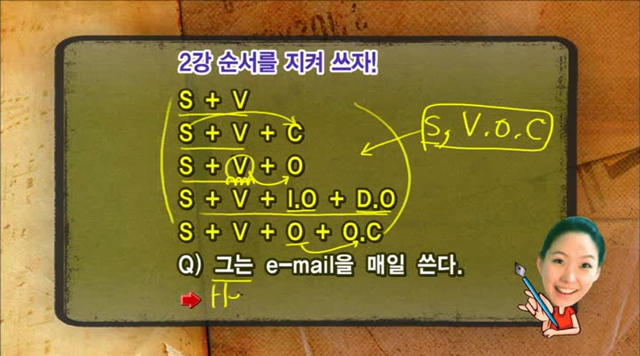 2강 순서를 지켜 쓰자!
S + V
S + V + C
S, V. O. C
S + V + O
S + V + I.O + D.O
S + V + O + O.C
Q) 그는 e-mail을 매일 쓴다.